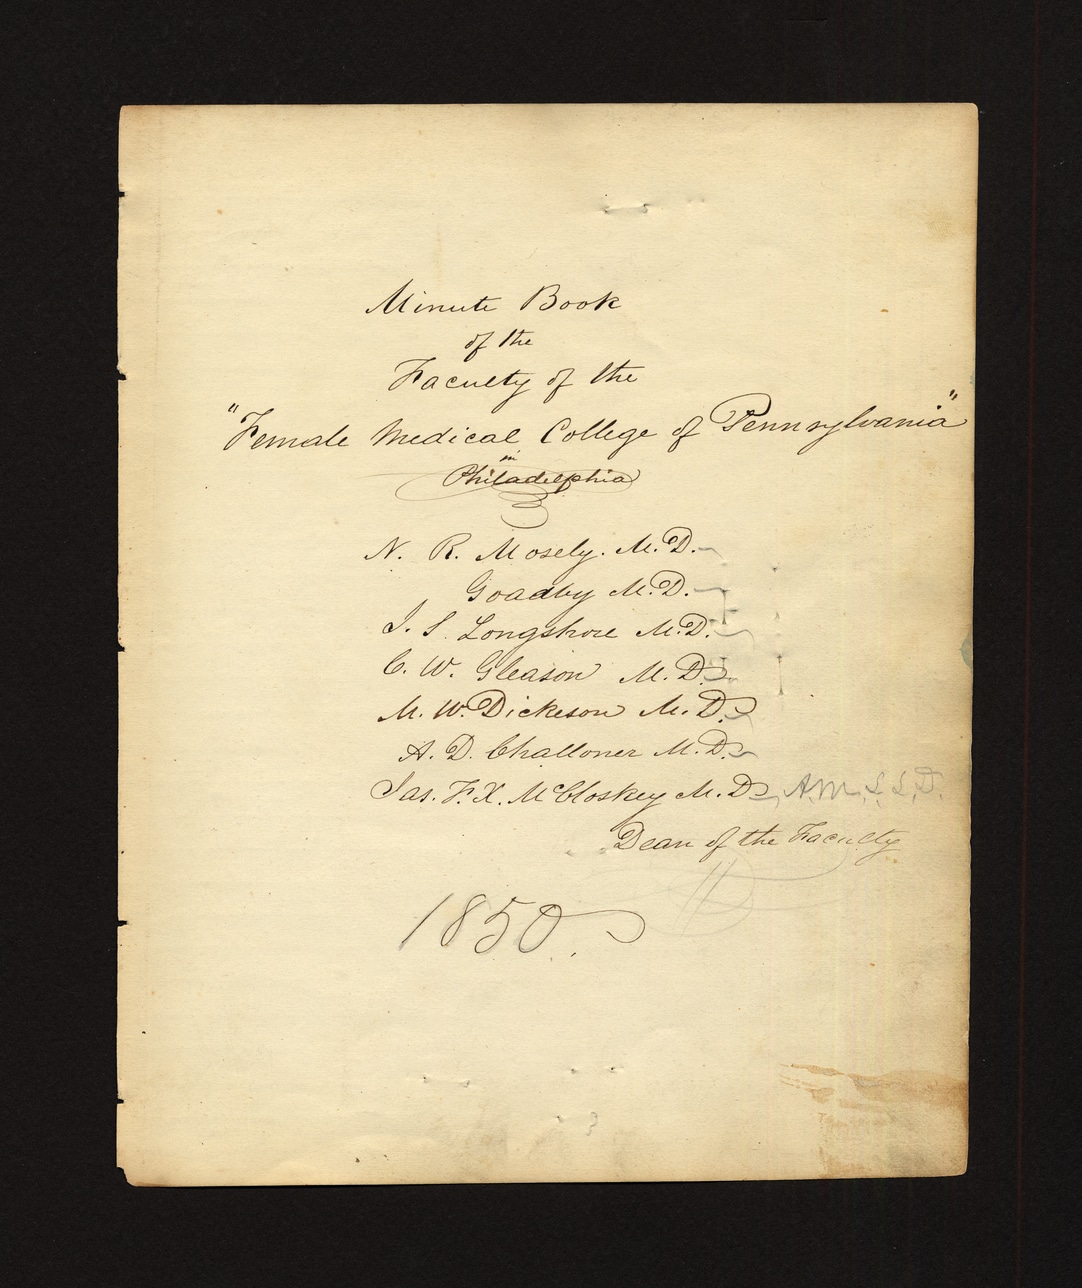 Minute Book
of the
Faculty of the
"Female Medical College of Pennsylvania"
in
Philadelphia
N. R. Mosely. M.D.
Goadby M.D.
J. S. Longshore M.D.
C. W. Gleason M.D.
M. W. Dickeson M.D.
A. D. Challoner M.D.
Jas. F. X. McCloskey M.D., A.M. L.L.D.
Dean of the Faculty
1850.
3